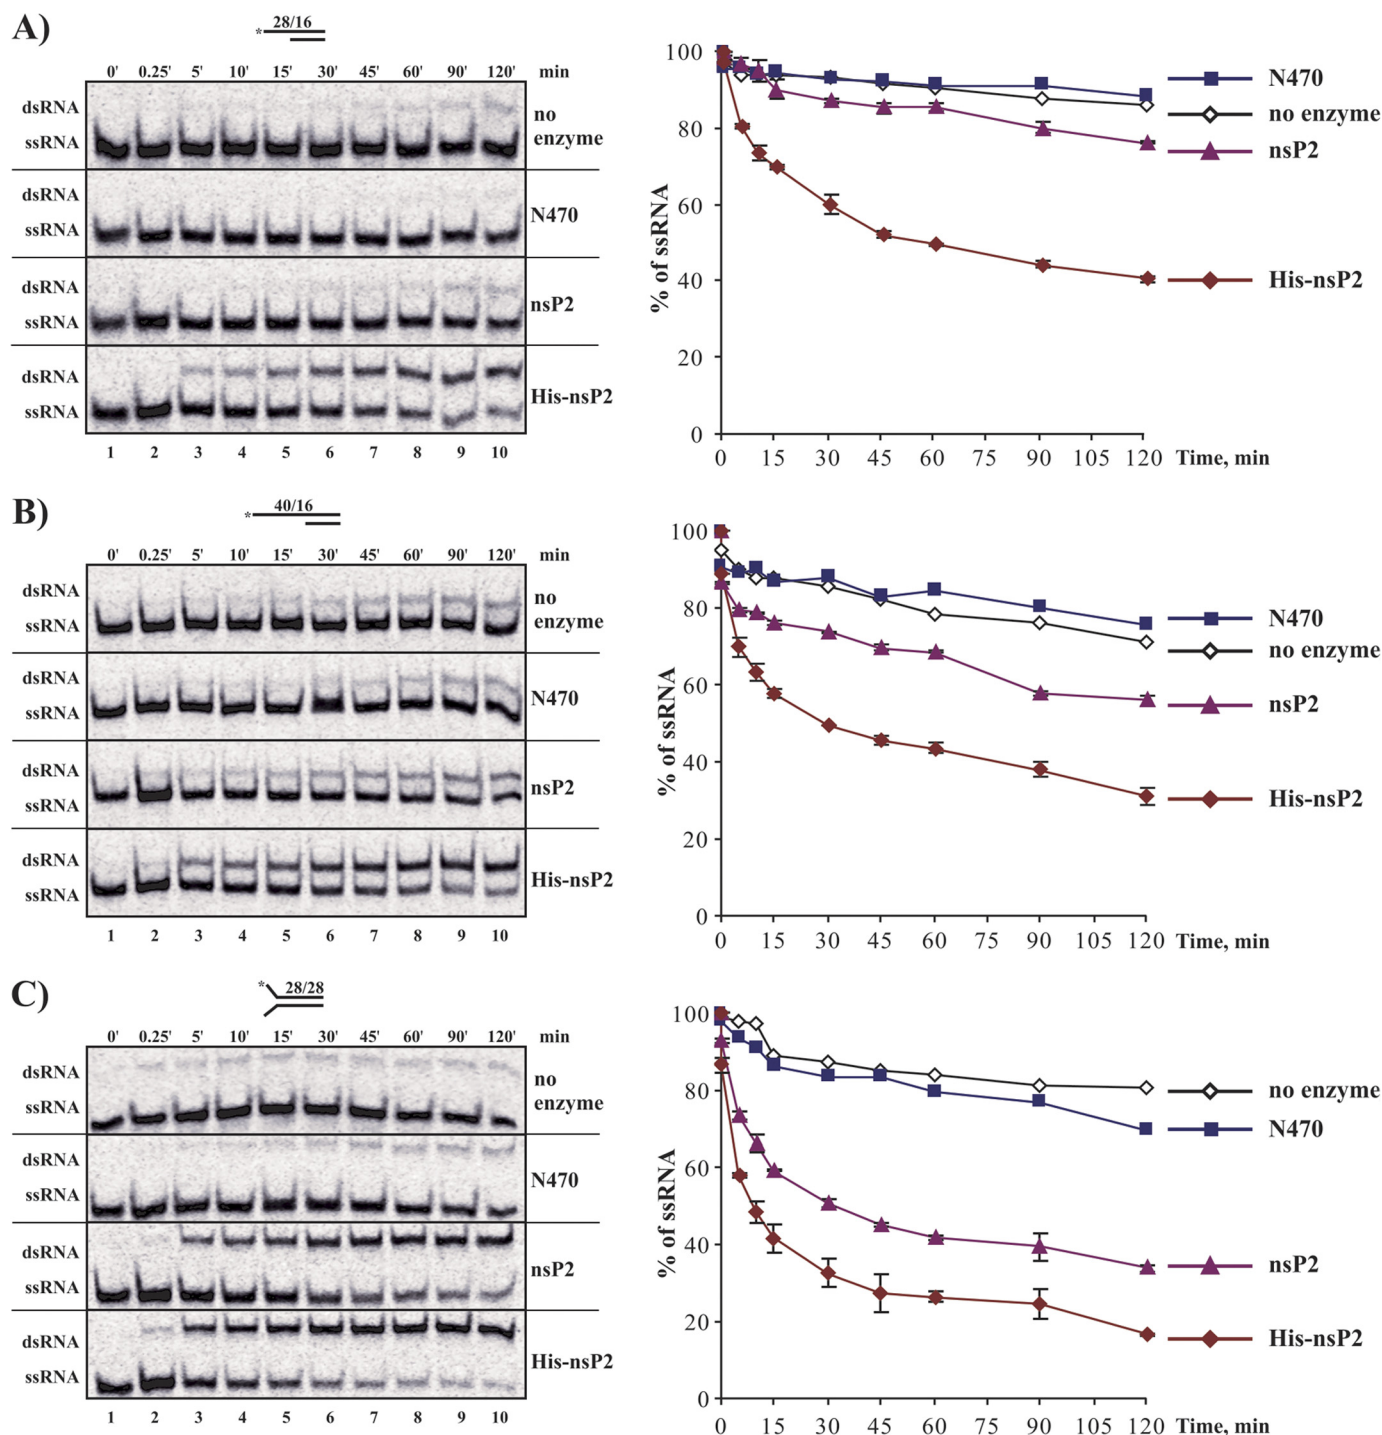 A)
* 28/16
0' 0.25' 5' 10' 15' 30' 45' 60' 90' 120' min
dsRNA
ssRNA
no
enzyme
dsRNA
ssRNA
N470
dsRNA
ssRNA
nsP2
dsRNA
ssRNA
His-nsP2
1 2 3 4 5 6 7 8 9 10
% of ssRNA
100
80
60
40
20
0
0 15 30 45 60 75 90 105 120 Time, min
N470
no enzyme
nsP2
His-nsP2
B)
* 40/16
0' 0.25' 5' 10' 15' 30' 45' 60' 90' 120' min
dsRNA
ssRNA
no
enzyme
dsRNA
ssRNA
N470
dsRNA
ssRNA
nsP2
dsRNA
ssRNA
His-nsP2
1 2 3 4 5 6 7 8 9 10
% of ssRNA
100
80
60
40
20
0
0 15 30 45 60 75 90 105 120 Time, min
N470
no enzyme
nsP2
His-nsP2
C)
* 28/28
0' 0.25' 5' 10' 15' 30' 45' 60' 90' 120' min
dsRNA
ssRNA
no
enzyme
dsRNA
ssRNA
N470
dsRNA
ssRNA
nsP2
dsRNA
ssRNA
His-nsP2
1 2 3 4 5 6 7 8 9 10
% of ssRNA
100
80
60
40
20
0
0 15 30 45 60 75 90 105 120 Time, min
no enzyme
N470
nsP2
His-nsP2